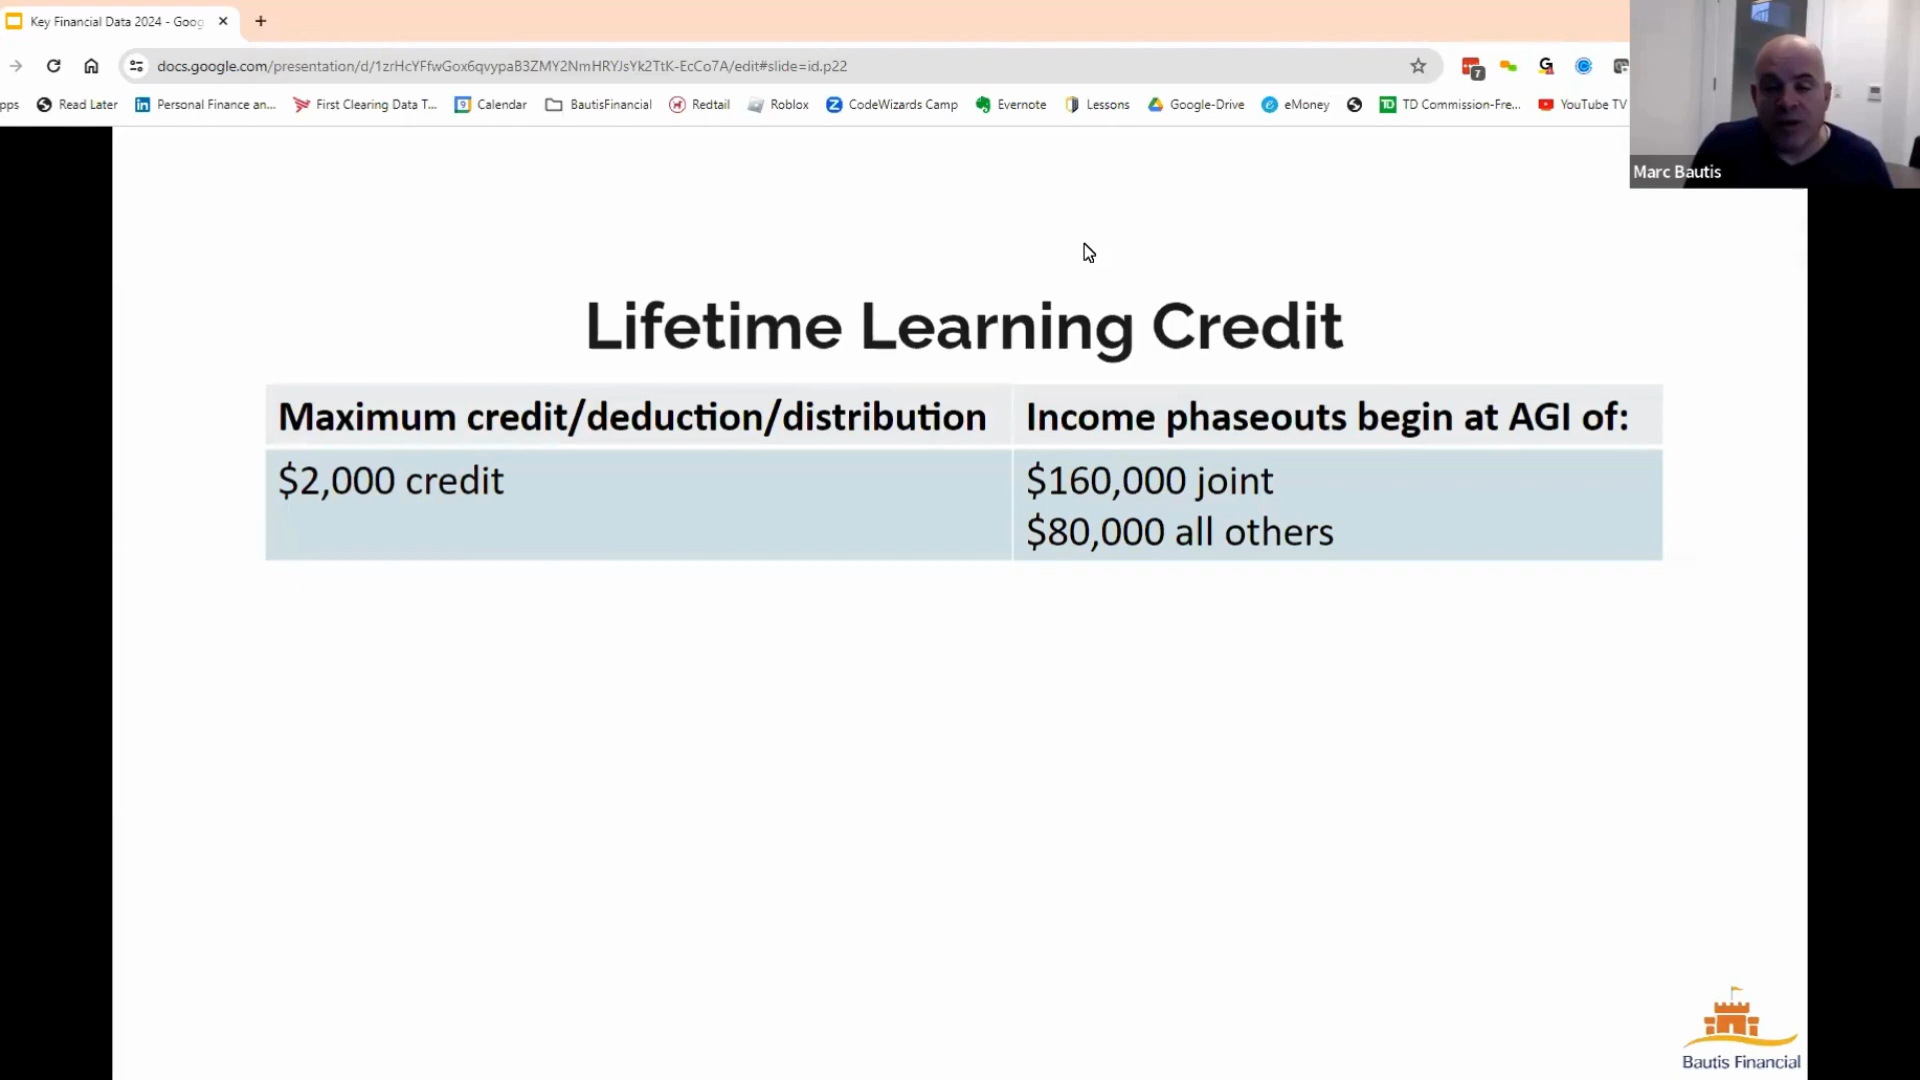 Key Financial Data 2024 - Goog
docs.google.com/presentation/d/1zrHcYFfwGox6qvypaB3ZMY2NmHRYJsYk2TtK-EcCo7A/edit#slide=id.p22
7
pps Read Later Personal Finance an... First Clearing Data T... 9 Calendar BautisFinancial Redtail Roblox CodeWizards Camp Evernote Lessons Google-Drive eMoney TD TD Commission-Fre... YouTube TV
Marc Bautis
Lifetime Learning Credit
Maximum credit/deduction/distribution Income phaseouts begin at AGI of:
$2,000 credit $160,000 joint
$80,000 all others
Bautis Financial